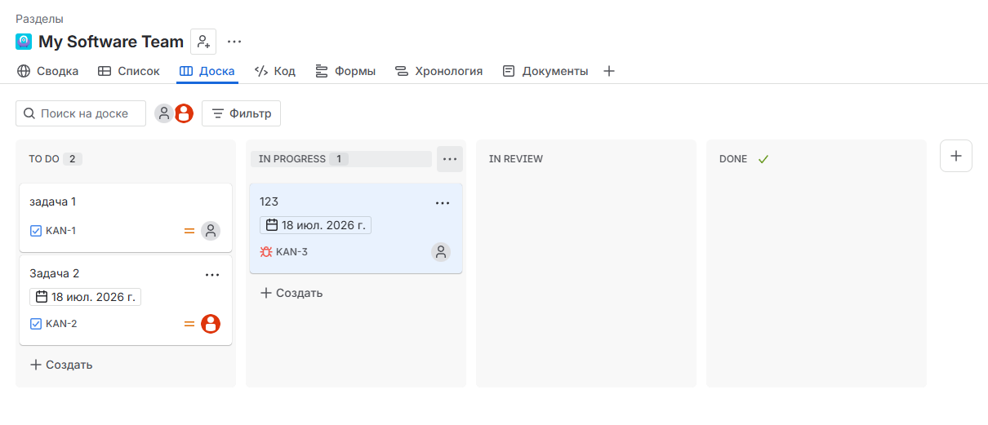 Разделы
My Software Team
Сводка Список Доска Код Формы Хронология Документы
Поиск на доске Фильтр
TO DO 2
задача 1
KAN-1
Задача 2
18 июл. 2026 г.
KAN-2
Создать
IN PROGRESS 1
123
18 июл. 2026 г.
KAN-3
Создать
IN REVIEW
DONE